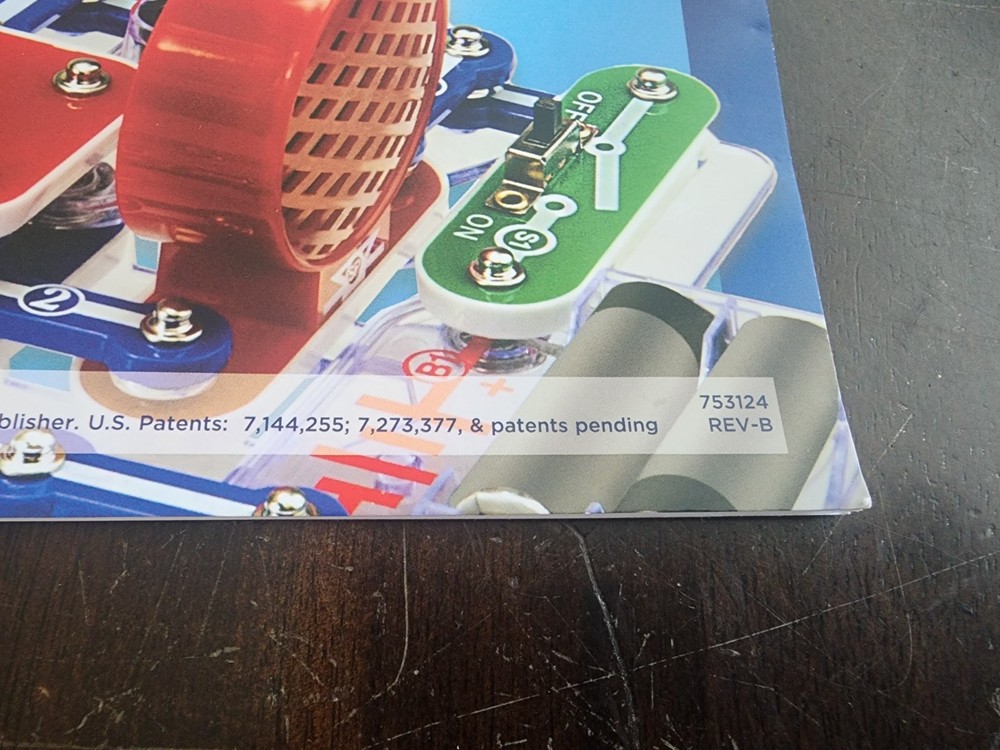 OFF
ON
S1
2
B1
+
blisher. U.S. Patents: 7,144,255; 7,273,377, & patents pending
753124
REV-B